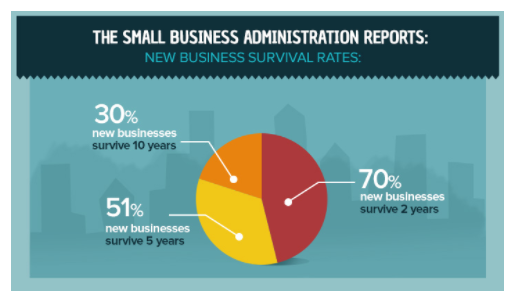 THE SMALL BUSINESS ADMINISTRATION REPORTS:
NEW BUSINESS SURVIVAL RATES:
30%
new businesses
survive 10 years
70%
new businesses
survive 2 years
51%
new businesses
survive 5 years